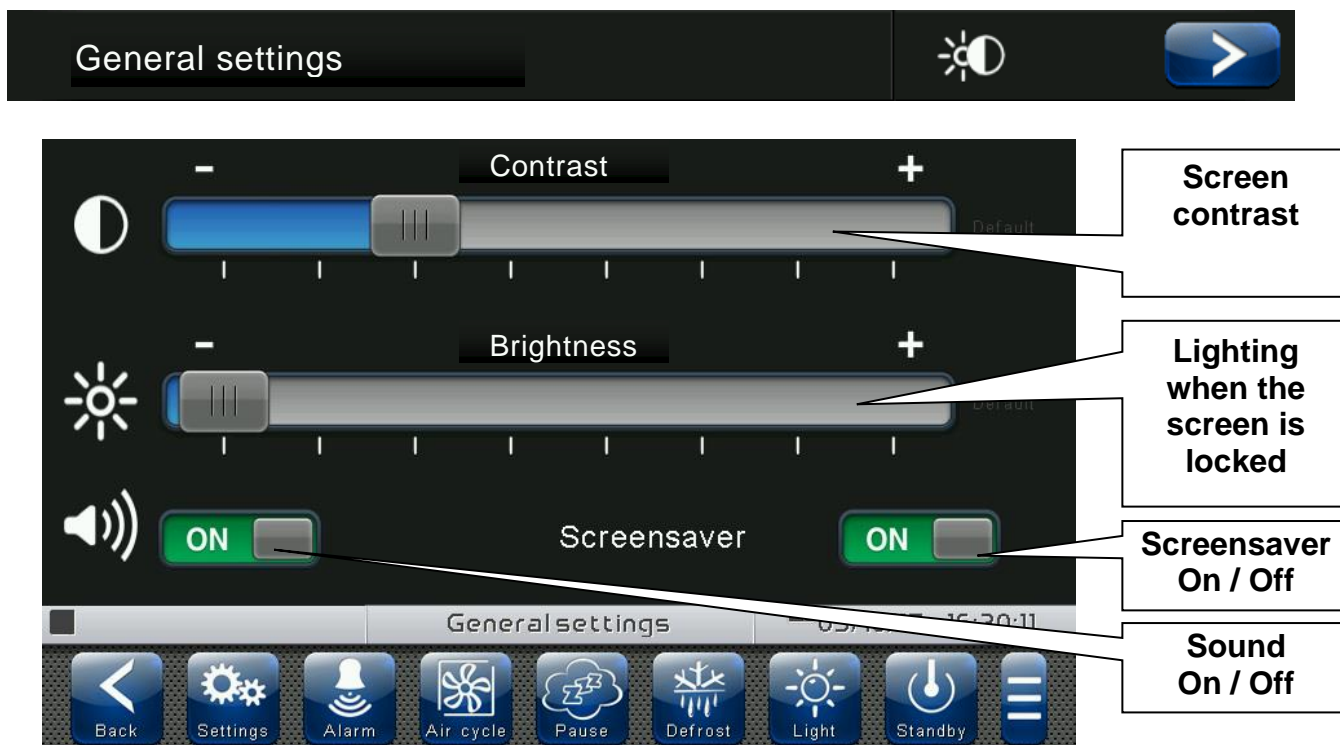 General settings
- Contrast +
Default
Screen
contrast
- Brightness +
Default
Lighting
when the
screen is
locked
ON
Screensaver
ON
Screensaver
On / Off
General settings
Sound
On / Off
Back Settings Alarm Air cycle Pause Defrost Light Standby